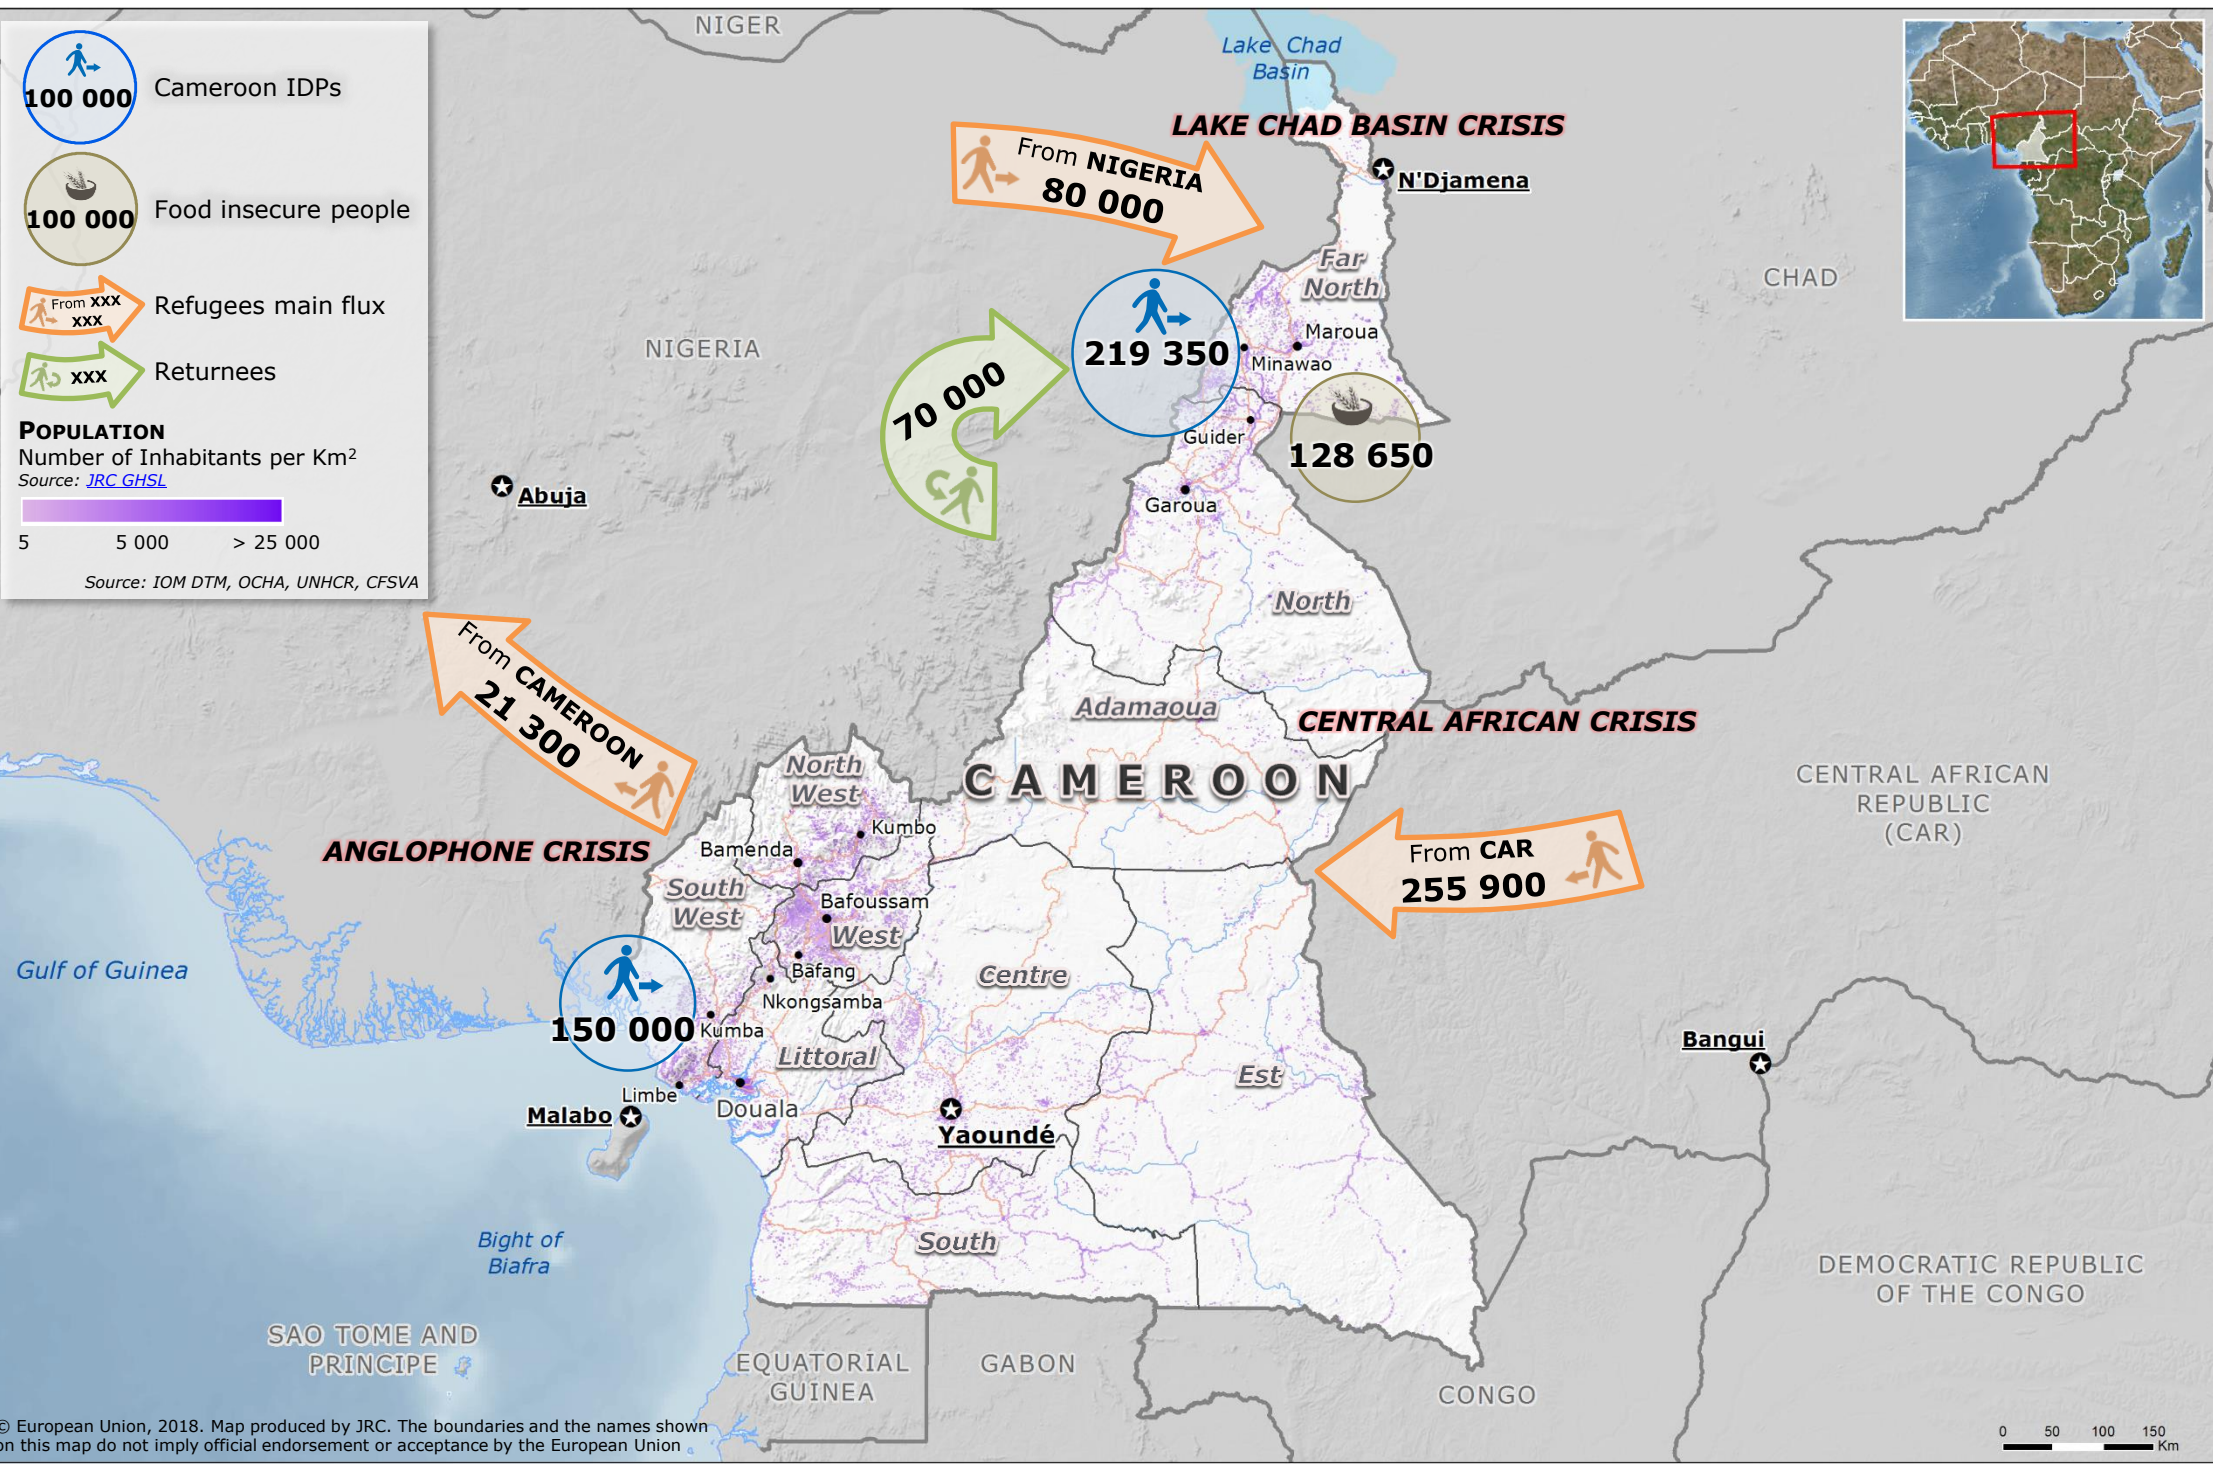 100 000
Cameroon IDPs
100 000
Food insecure people
From XXX
XXX
Refugees main flux
XXX
Returnees
POPULATION
Number of Inhabitants per Km2
Source: JRC GHSL
5
5 000
> 25 000
Source: IOM DTM, OCHA, UNHCR, CFSVA
NIGER
Lake Chad
Basin
LAKE CHAD BASIN CRISIS
From NIGERIA
80 000
N'Djamena
Far
North
CHAD
NIGERIA
219 350
Maroua
Minawao
70 000
Guider
128 650
Abuja
Garoua
North
From CAMEROON
21 300
Adamaoua
CENTRAL AFRICAN CRISIS
CAMEROON
North
West
CENTRAL AFRICAN
REPUBLIC
(CAR)
Kumbo
ANGLOPHONE CRISIS
Bamenda
From CAR
255 900
South
West
Bafoussam
West
Gulf of Guinea
Bafang
Centre
Nkongsamba
150 000
Kumba
Littoral
Bangui
Est
Limbe
Malabo
Douala
Yaoundé
Bight of
Biafra
South
DEMOCRATIC REPUBLIC
OF THE CONGO
SAO TOME AND
PRINCIPE
EQUATORIAL
GUINEA
GABON
CONGO
© European Union, 2018. Map produced by JRC. The boundaries and the names shown
on this map do not imply official endorsement or acceptance by the European Union
0 50 100 150
Km